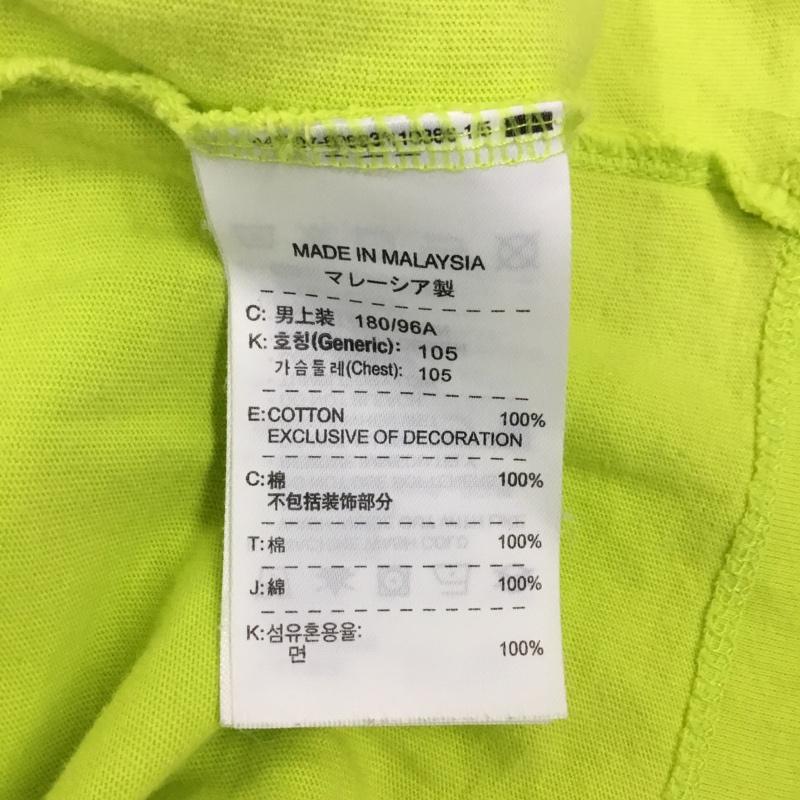 MADE IN MALAYSIA
マレーシア製
C: 男上装 180/96A
K: 호칭(Generic): 105
가슴둘레(Chest): 105
E:COTTON 100%
EXCLUSIVE OF DECORATION
C:棉 100%
不包括装饰部分
T:棉 100%
J:綿 100%
K:섬유혼용율:
면 100%